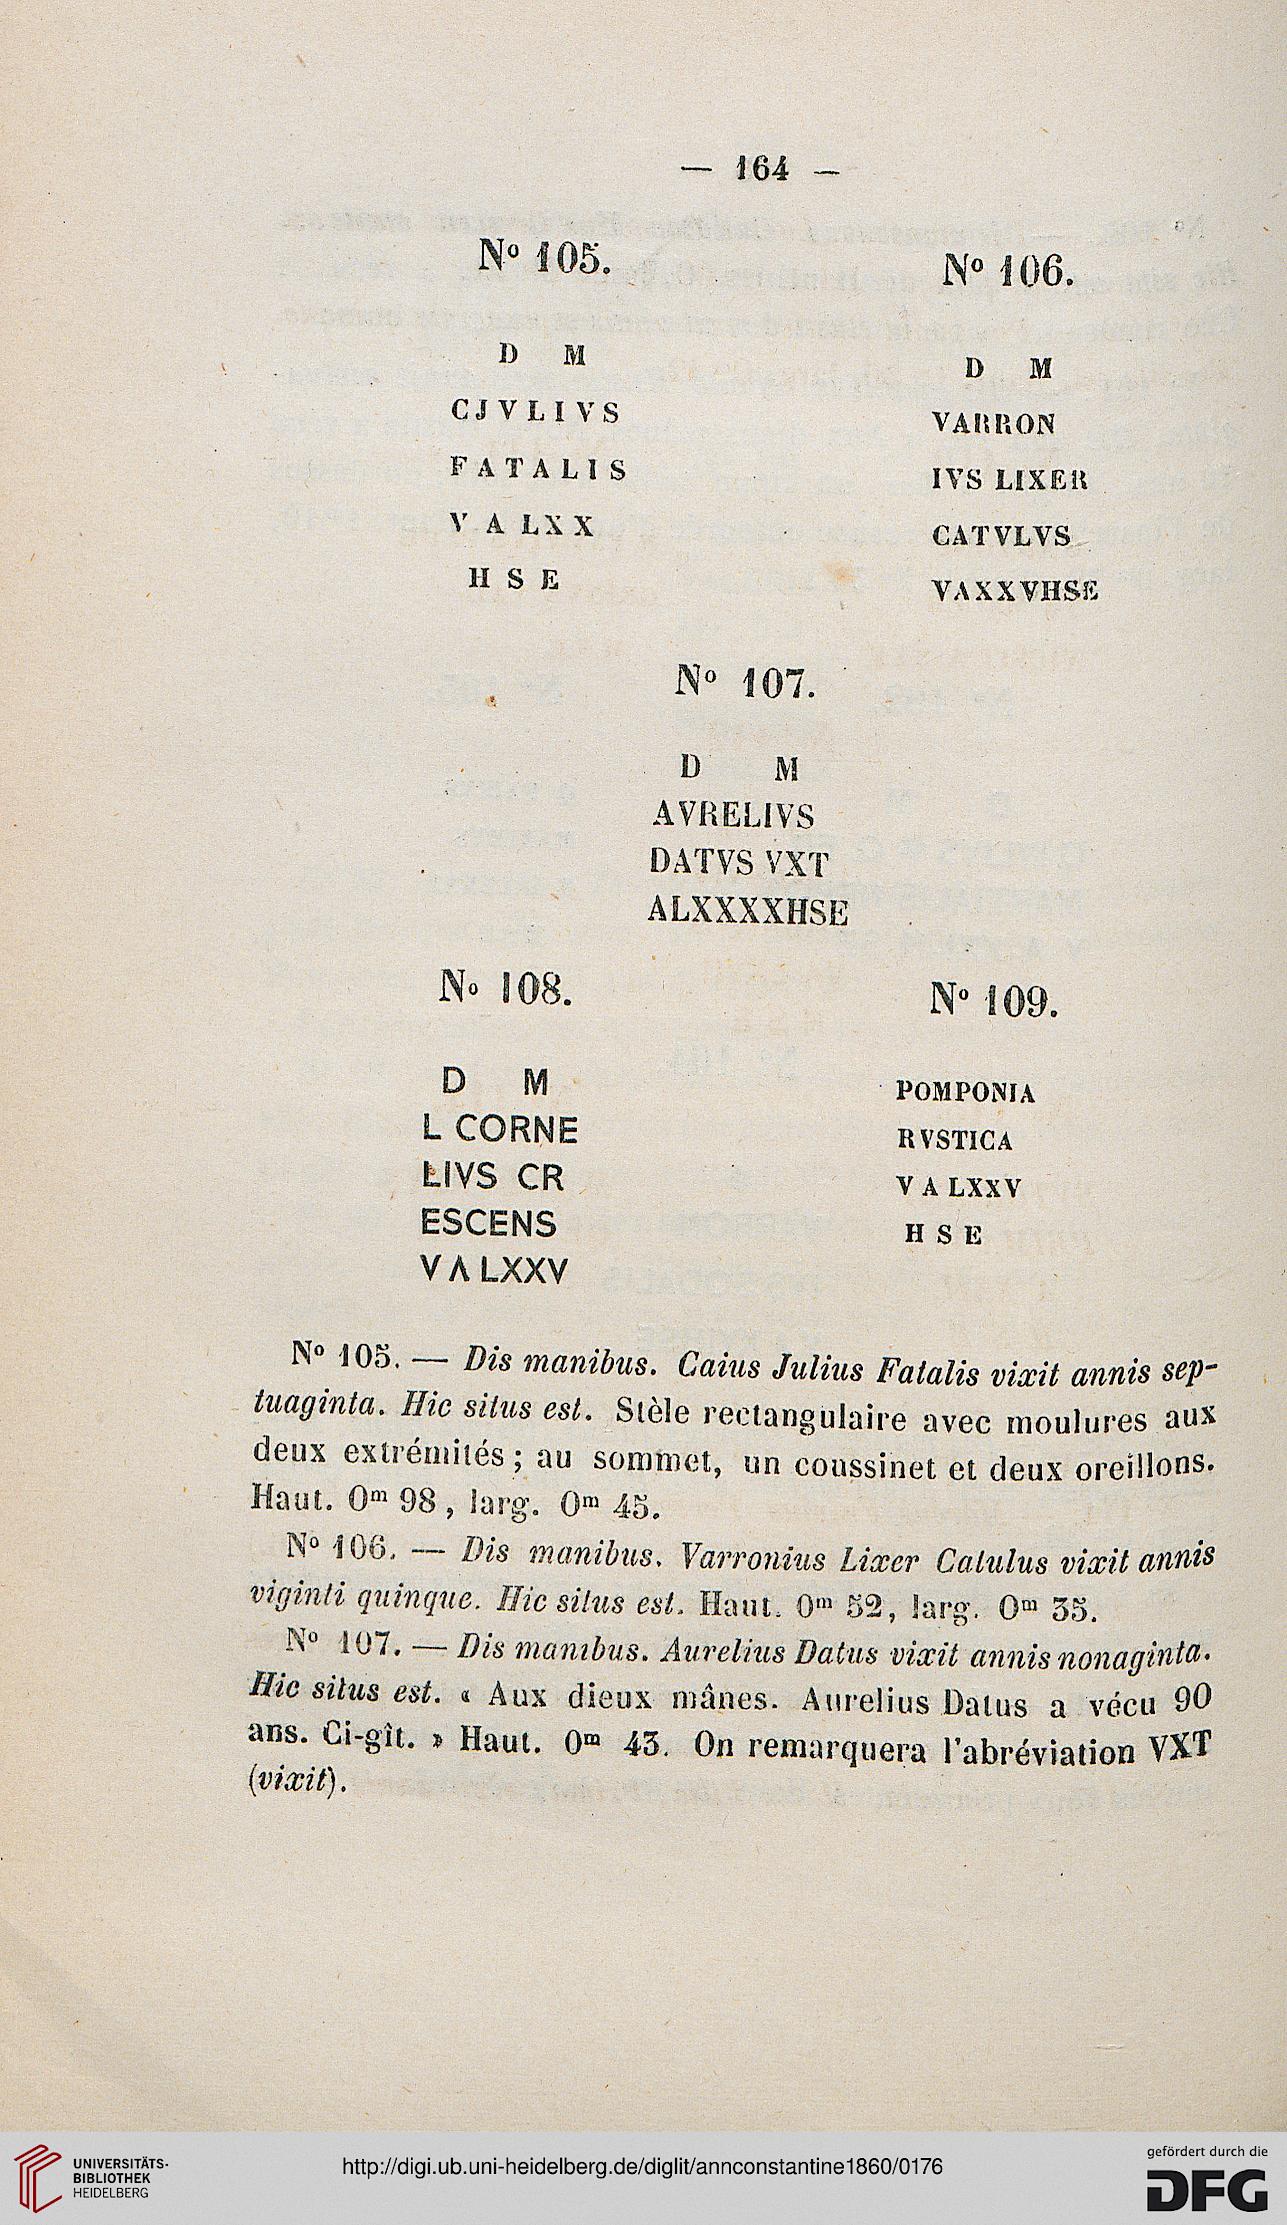 — 164 —
N° 105.
D M
CJVLIVS
FATALIS
V A LXX
H S E
N° 106.
D M
VARRON
IVS LIXER
CATVLVS
VAXXVHSE
N° 107.
D M
AVRELIVS
DATVS VXT
ALXXXXHSE
N° 108.
D M
L CORNE
LIVS CR
ESCENS
V A LXXV
N° 109.
POMPONIA
RVSTICA
V A LXXV
H S E
N° 105. — Dis manibus. Caius Julius Fatalis vixit annis sep-
tuaginta. Hic situs est. Stèle rectangulaire avec moulures aux
deux extrémités ; au sommet, un coussinet et deux oreillons.
Haut. 0m 98, larg. 0m 45.
N° 106. — Dis manibus. Varronius Lixer Catulus vixit annis
viginti quinque. Hic situs est. Haut. 0m 52, larg. 0m 35.
N° 107. — Dis manibus. Aurelius Datus vixit annis nonaginta.
Hic situs est. « Aux dieux mânes. Aurelius Datus a vécu 90
ans. Ci-gît. » Haut. 0m 43. On remarquera l'abréviation VXT
(vixit).
UNIVERSITÄTS-
BIBLIOTHEK
HEIDELBERG
http://digi.ub.uni-heidelberg.de/diglit/annconstantine1860/0176
gefördert durch die
DFG